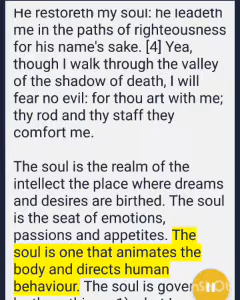 He restoreth my soul: he leadeth
me in the paths of righteousness
for his name's sake. [4] Yea,
though I walk through the valley
of the shadow of death, I will
fear no evil: for thou art with me;
thy rod and thy staff they
comfort me.
The soul is the realm of the
intellect the place where dreams
and desires are birthed. The soul
is the seat of emotions,
passions and appetites. The
soul is one that animates the
body and directs human
behaviour. The soul is